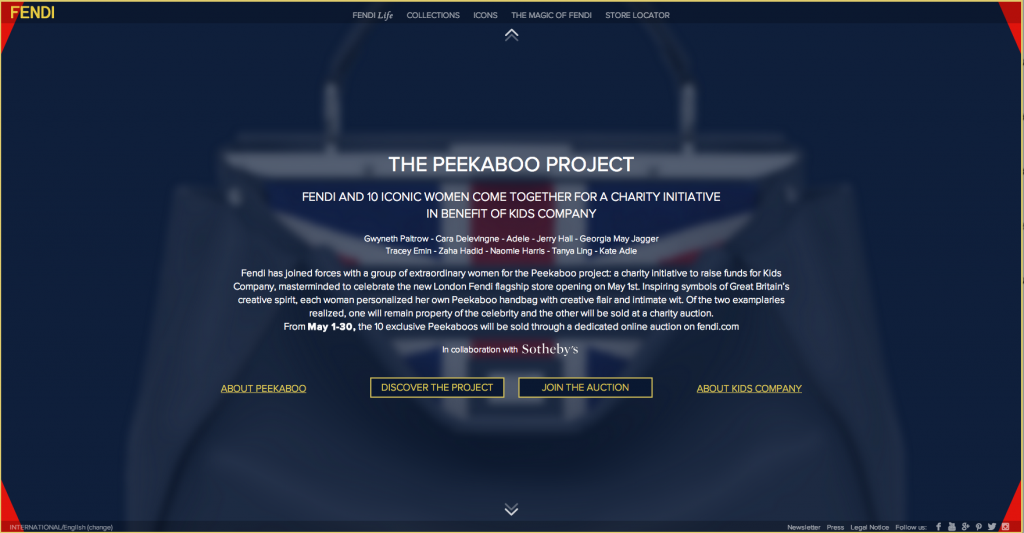 FENDI
FENDI Life COLLECTIONS ICONS THE MAGIC OF FENDI STORE LOCATOR
THE PEEKABOO PROJECT
FENDI AND 10 ICONIC WOMEN COME TOGETHER FOR A CHARITY INITIATIVE
IN BENEFIT OF KIDS COMPANY
Gwyneth Paltrow - Cara Delevingne - Adele - Jerry Hall - Georgia May Jagger
Tracey Emin - Zaha Hadid - Naomie Harris - Tanya Ling - Kate Adie
Fendi has joined forces with a group of extraordinary women for the Peekaboo project: a charity initiative to raise funds for Kids
Company, masterminded to celebrate the new London Fendi flagship store opening on May 1st. Inspiring symbols of Great Britain's
creative spirit, each woman personalized her own Peekaboo handbag with creative flair and intimate wit. Of the two examplaries
realized, one will remain property of the celebrity and the other will be sold at a charity auction.
From May 1-30, the 10 exclusive Peekaboos will be sold through a dedicated online auction on fendi.com
In collaboration with Sotheby's
ABOUT PEEKABOO DISCOVER THE PROJECT JOIN THE AUCTION ABOUT KIDS COMPANY
INTERNATIONAL/English (change) Newsletter Press Legal Notice Follow us: